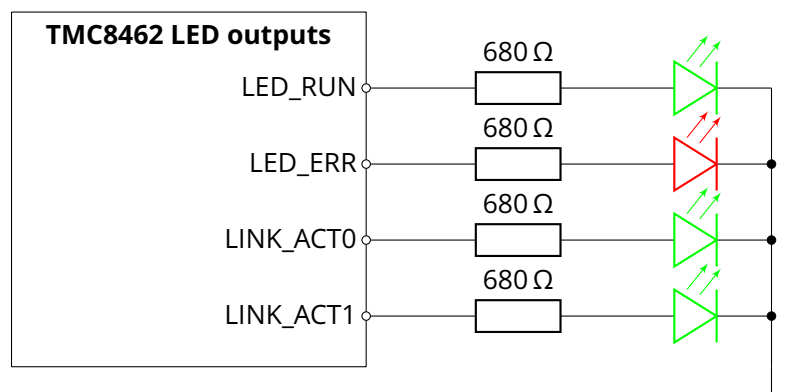 TMC8462 LED outputs
680 Ω
LED_RUN
680 Ω
LED_ERR
680 Ω
LINK_ACT0
680 Ω
LINK_ACT1